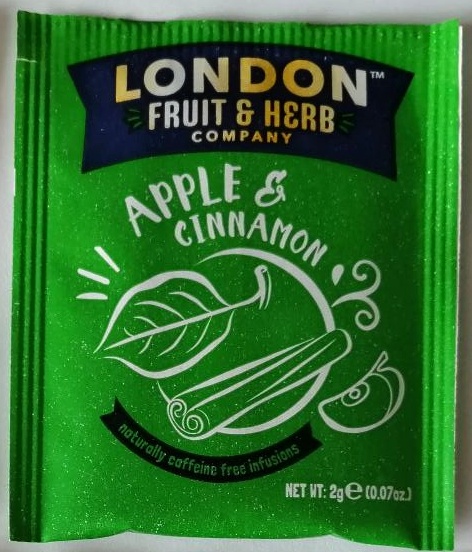 LONDON™
FRUIT & HERB
COMPANY
APPLE &
CINNAMON
naturally caffeine free infusions
NET WT: 2g℮ (0.07oz.)